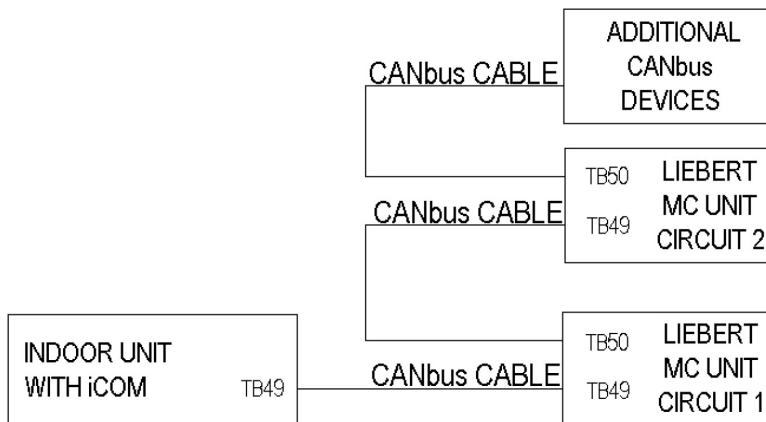 ADDITIONAL
CANbus
DEVICES
CANbus CABLE
TB50 LIEBERT
MC UNIT
TB49
CIRCUIT 2
CANbus CABLE
TB50 LIEBERT
MC UNIT
TB49
CIRCUIT 1
INDOOR UNIT
WITH iCOM TB49
CANbus CABLE